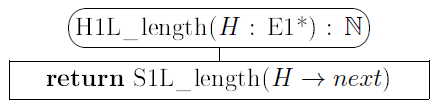 H1L_length(H : E1*) : ℕ
return S1L_length(H → next)